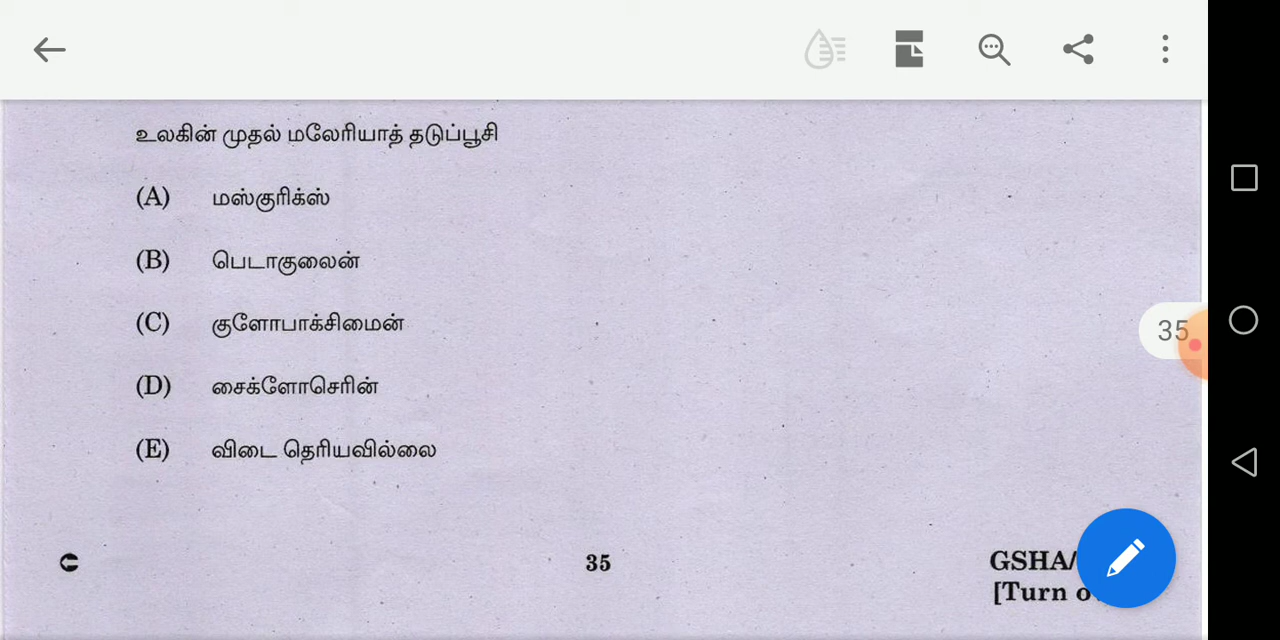 உலகின் முதல் மலேரியாத் தடுப்பூசி
(A) மஸ்குரிக்ஸ்
(B) பெடாகுலைன்
(C) குளோபாக்சிமைன்
(D) சைக்ளோசெரின்
(E) விடை தெரியவில்லை
35
35
GSHA/
[Turn